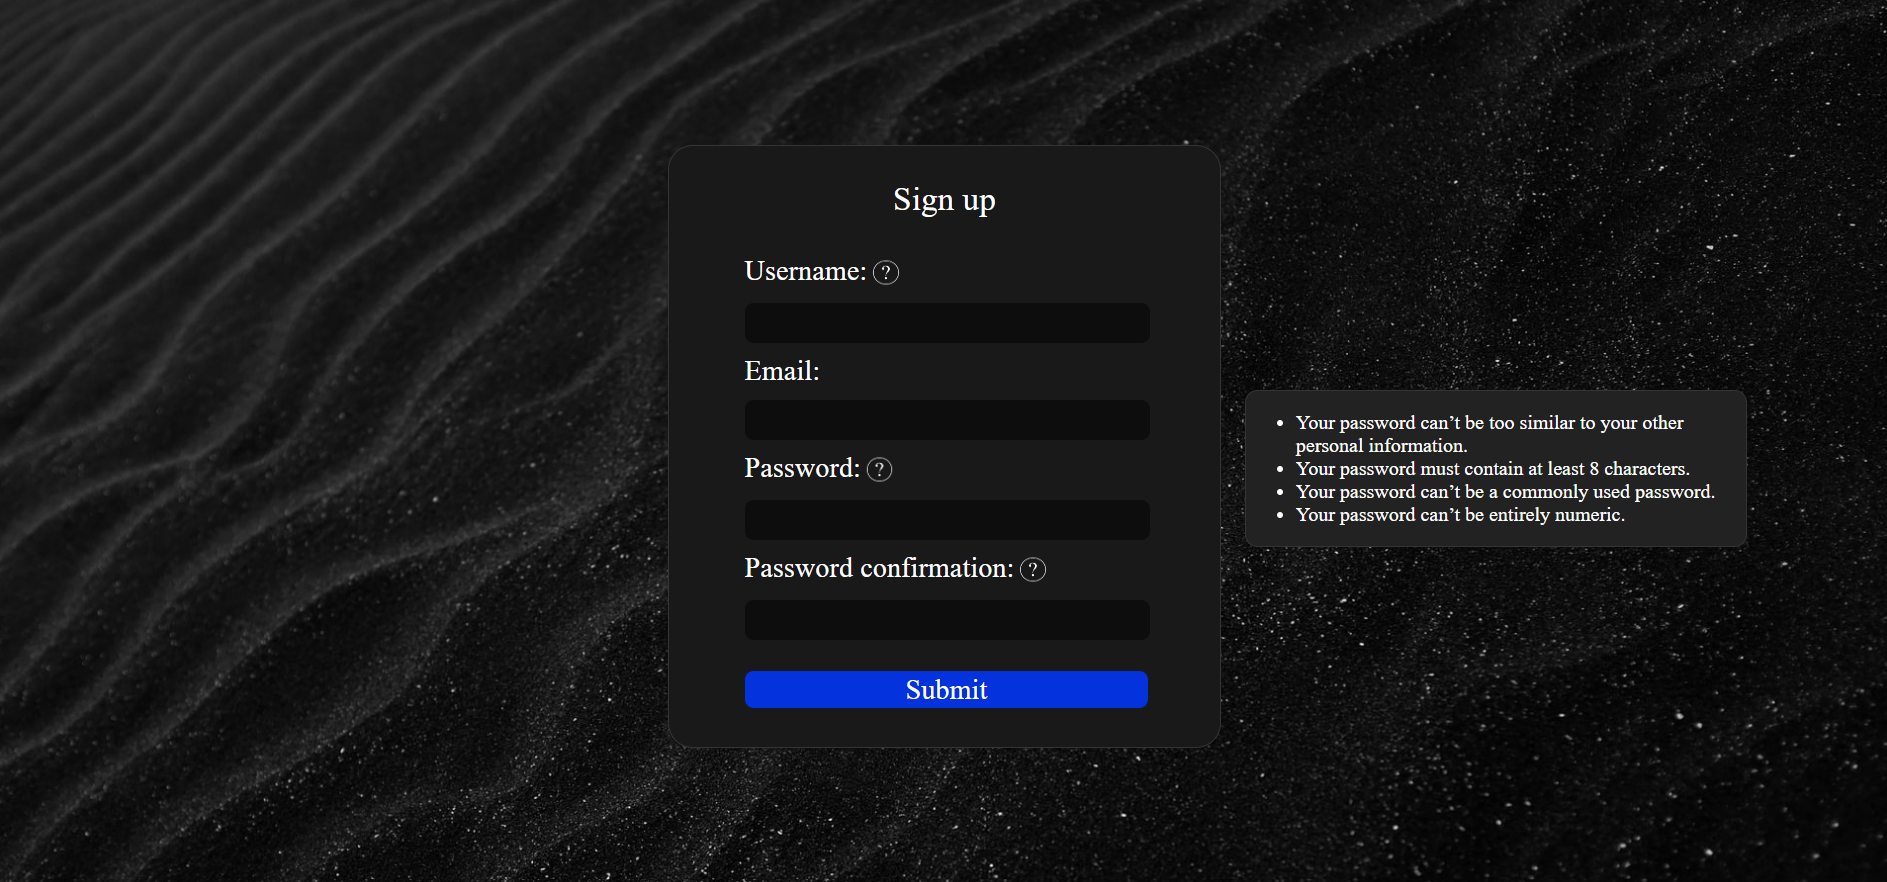 Sign up
Username: ?
Email:
Password: ?
Password confirmation: ?
Submit
• Your password can’t be too similar to your other
personal information.
• Your password must contain at least 8 characters.
• Your password can’t be a commonly used password.
• Your password can’t be entirely numeric.